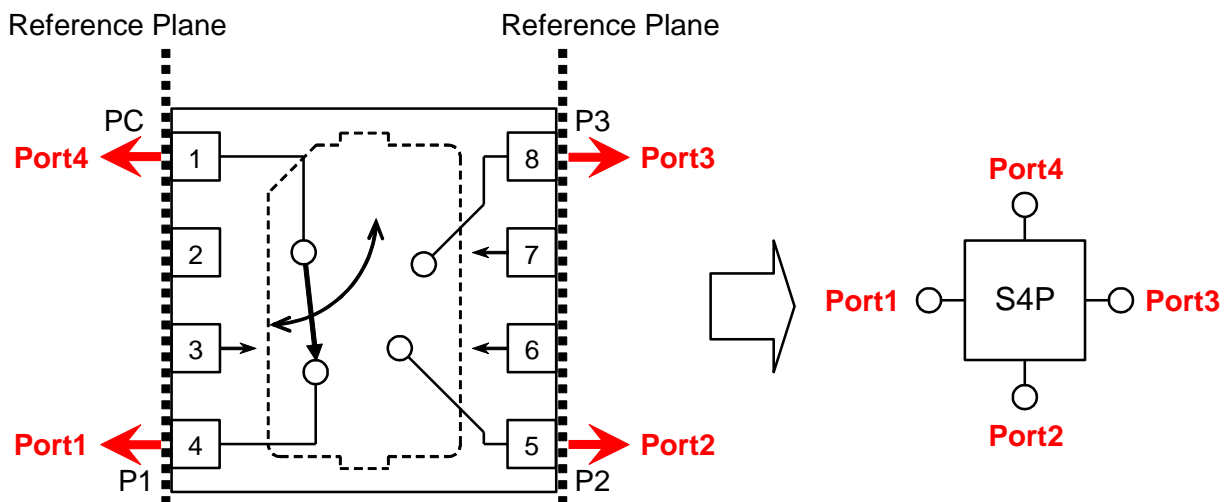 Reference Plane
Reference Plane
PC
P3
Port4
1
8
Port3
2
7
3
6
Port1
4
5
Port2
P1
P2
Port4
Port1
S4P
Port3
Port2